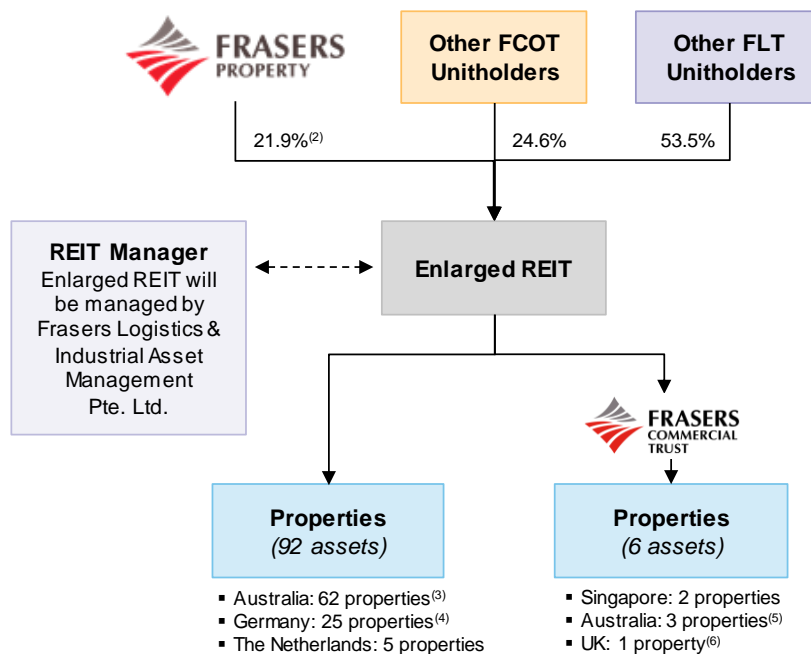 FRASERS
PROPERTY
Other FCOT
Unitholders
Other FLT
Unitholders
21.9%(2)
24.6%
53.5%
REIT Manager
Enlarged REIT will
be managed by
Frasers Logistics &
Industrial Asset
Management
Pte. Ltd.
Enlarged REIT
FRASERS
COMMERCIAL
TRUST
Properties
(92 assets)
▪ Australia: 62 properties(3)
▪ Germany: 25 properties(4)
▪ The Netherlands: 5 properties
Properties
(6 assets)
▪ Singapore: 2 properties
▪ Australia: 3 properties(5)
▪ UK: 1 property(6)